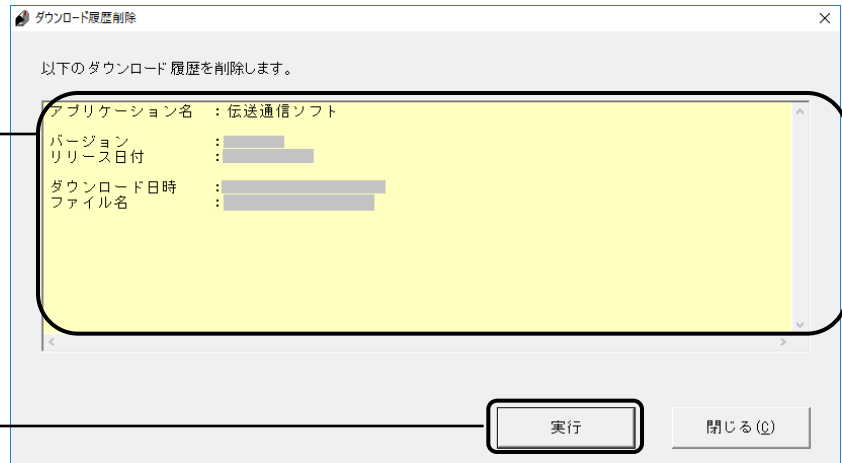 ダウンロード履歴削除
以下のダウンロード履歴を削除します。
アプリケーション名 :伝送通信ソフト
バージョン :
リリース日付 :
ダウンロード日時 :
ファイル名 :
実行
閉じる(C)